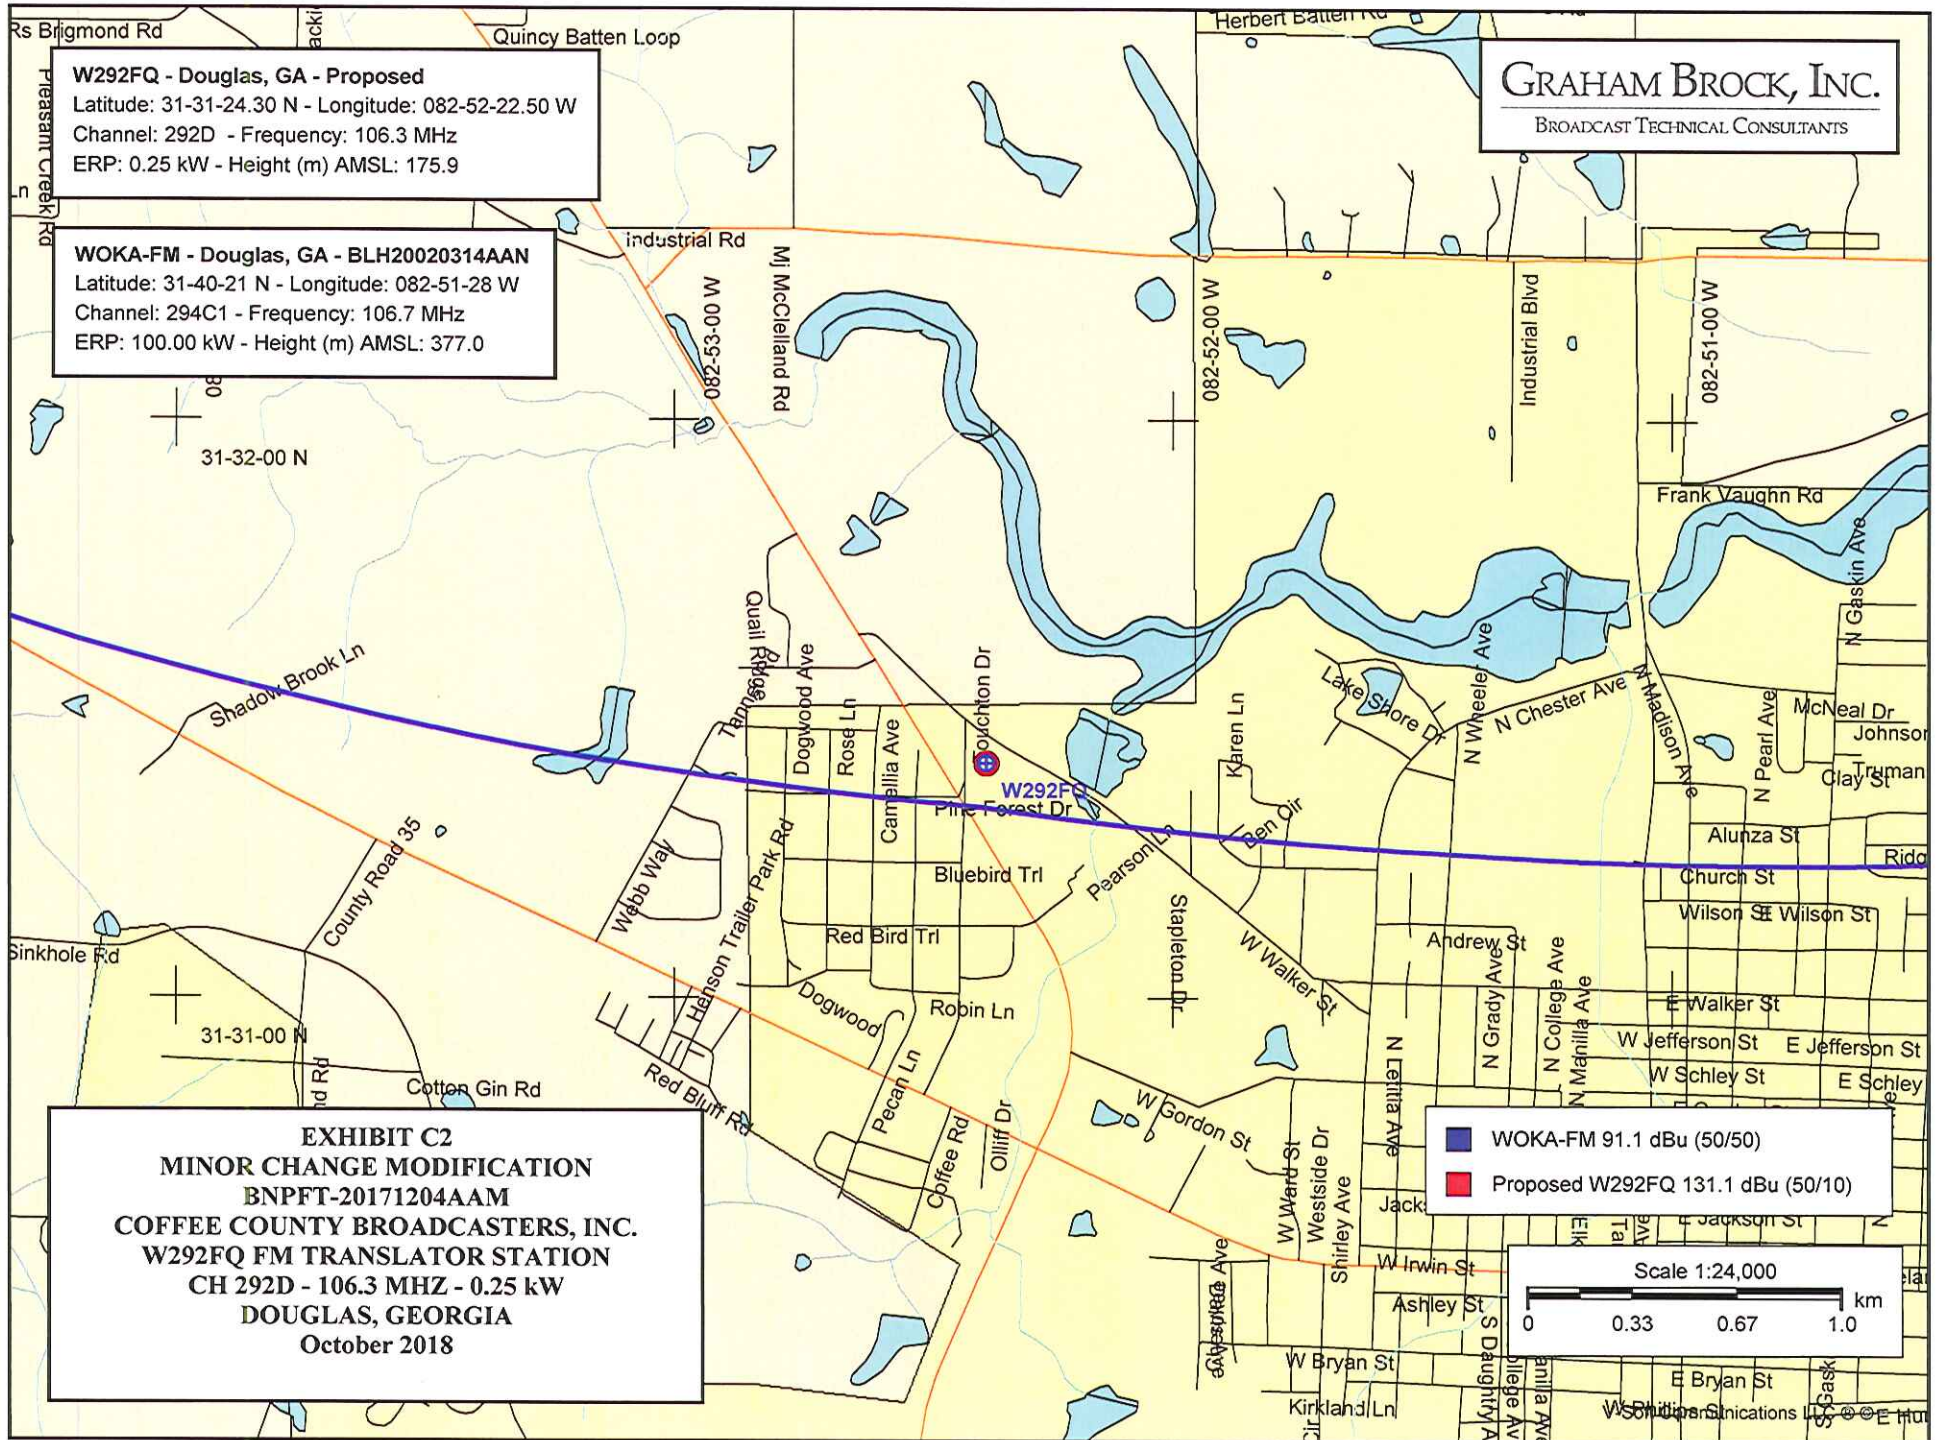 Rs Brigmond Rd
Quincy Batten Loop
Herbert Batten Rd
W292FQ - Douglas, GA - Proposed
Latitude: 31-31-24.30 N - Longitude: 082-52-22.50 W
Channel: 292D - Frequency: 106.3 MHz
ERP: 0.25 kW - Height (m) AMSL: 175.9
GRAHAM BROCK, INC.
BROADCAST TECHNICAL CONSULTANTS
Pleasant Creek Rd
Ln
WOKA-FM - Douglas, GA - BLH20020314AAN
Latitude: 31-40-21 N - Longitude: 082-51-28 W
Channel: 294C1 - Frequency: 106.7 MHz
ERP: 100.00 kW - Height (m) AMSL: 377.0
Industrial Rd
Mj McClelland Rd
082-53-00 W
082-52-00 W
Industrial Blvd
082-51-00 W
31-32-00 N
Frank Vaughn Rd
N Gaskin Ave
Quail Ridge
Shadow Brook Ln
Dogwood Ave
Rose Ln
Camellia Ave
Touchton Dr
W292FQ
Pine Forest Dr
Karen Ln
Lake Shore Dr
N Wheeler Ave
N Chester Ave
N Madison Ave
N Pearl Ave
McNeal Dr
Johnson
Truman
Clay St
Ben Cir
Alunza St
Ridg
County Road 35
Webb Way
Henson Trailer Park Rd
Bluebird Trl
Pearson Ln
Church St
Wilson St
E Wilson St
Sinkhole Rd
Red Bird Trl
Stapleton Dr
W Walker St
Andrew St
N Grady Ave
N College Ave
N Manilla Ave
Dogwood
Robin Ln
E Walker St
31-31-00 N
W Jefferson St
E Jefferson St
N Letitia Ave
W Schley St
E Schley
Cotton Gin Rd
Red Bluff Rd
Pecan Ln
Coffee Rd
Olliff Dr
W Gordon St
W Ward St
Westside Dr
Shirley Ave
EXHIBIT C2
MINOR CHANGE MODIFICATION
BNPFT-20171204AAM
COFFEE COUNTY BROADCASTERS, INC.
W292FQ FM TRANSLATOR STATION
CH 292D - 106.3 MHZ - 0.25 kW
DOUGLAS, GEORGIA
October 2018
WOKA-FM 91.1 dBu (50/50)
Proposed W292FQ 131.1 dBu (50/10)
Jacks
E Jackson St
W Irwin St
Scale 1:24,000
km
0 0.33 0.67 1.0
Ashley St
S Daughtry A
W Bryan St
E Bryan St
Kirkland Ln
S Gask
E Hu